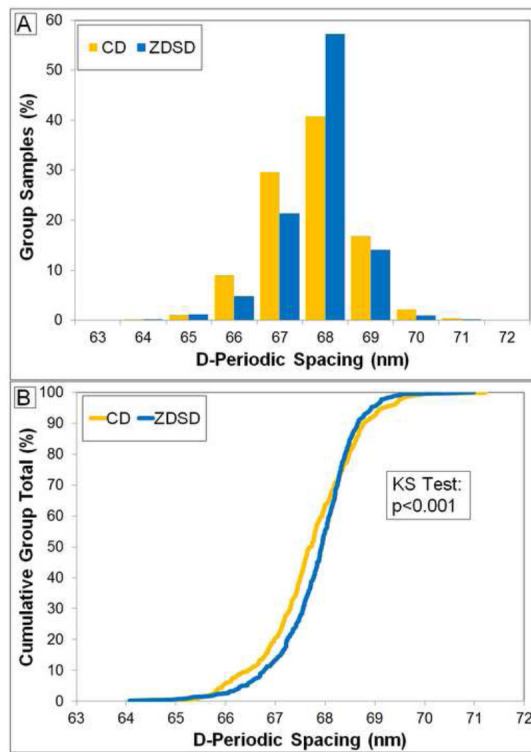 A
CD ZDSD
Group Samples (%)
60
50
40
30
20
10
0
63 64 65 66 67 68 69 70 71 72
D-Periodic Spacing (nm)
B
CD ZDSD
Cumulative Group Total (%)
100
90
80
70
60
50
40
30
20
10
0
KS Test:
p<0.001
63 64 65 66 67 68 69 70 71 72
D-Periodic Spacing (nm)